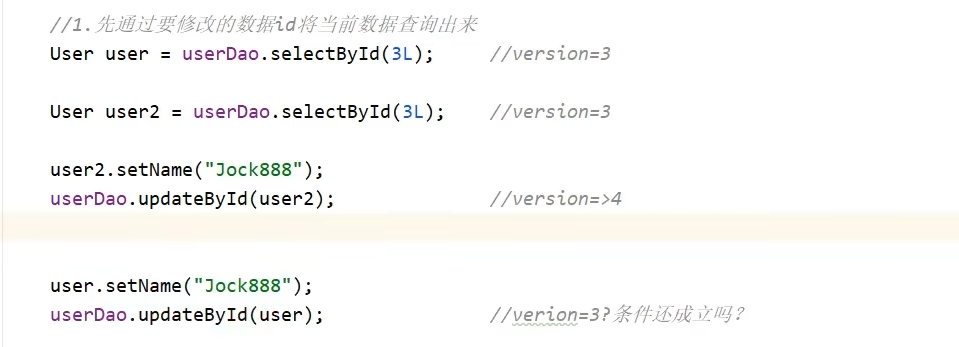 //1.先通过要修改的数据id将当前数据查询出来
User user = userDao.selectById(3L); //version=3
User user2 = userDao.selectById(3L); //version=3
user2.setName("Jock888");
userDao.updateById(user2); //version=>4
user.setName("Jock888");
userDao.updateById(user); //verion=3?条件还成立吗?